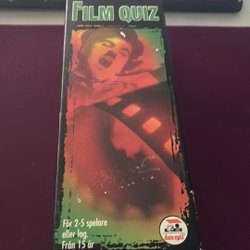 FILM QUIZ
För 2-5 spelare
eller lag.
Från 15 år